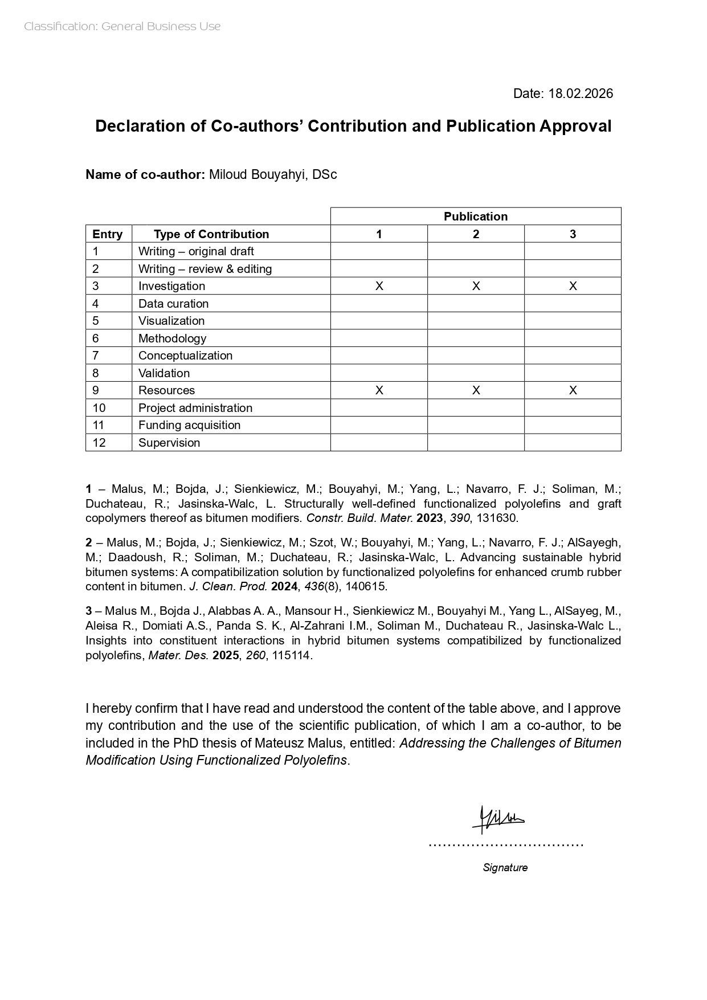 Classification: General Business Use
Date: 18.02.2026
Declaration of Co-authors’ Contribution and Publication Approval
Name of co-author: Miloud Bouyahyi, DSc
Publication
Entry Type of Contribution 1 2 3
1 Writing – original draft
2 Writing – review & editing
3 Investigation X X X
4 Data curation
5 Visualization
6 Methodology
7 Conceptualization
8 Validation
9 Resources X X X
10 Project administration
11 Funding acquisition
12 Supervision
1 – Malus, M.; Bojda, J.; Sienkiewicz, M.; Bouyahyi, M.; Yang, L.; Navarro, F. J.; Soliman, M.;
Duchateau, R.; Jasinska-Walc, L. Structurally well-defined functionalized polyolefins and graft
copolymers thereof as bitumen modifiers. Constr. Build. Mater. 2023, 390, 131630.
2 – Malus, M.; Bojda, J.; Sienkiewicz, M.; Szot, W.; Bouyahyi, M.; Yang, L.; Navarro, F. J.; AlSayegh,
M.; Daadoush, R.; Soliman, M.; Duchateau, R.; Jasinska-Walc, L. Advancing sustainable hybrid
bitumen systems: A compatibilization solution by functionalized polyolefins for enhanced crumb rubber
content in bitumen. J. Clean. Prod. 2024, 436(8), 140615.
3 – Malus M., Bojda J., Alabbas A. A., Mansour H., Sienkiewicz M., Bouyahyi M., Yang L., AlSayeg, M.,
Aleisa R., Domiati A.S., Panda S. K., Al-Zahrani I.M., Soliman M., Duchateau R., Jasinska-Walc L.,
Insights into constituent interactions in hybrid bitumen systems compatibilized by functionalized
polyolefins, Mater. Des. 2025, 260, 115114.
I hereby confirm that I have read and understood the content of the table above, and I approve
my contribution and the use of the scientific publication, of which I am a co-author, to be
included in the PhD thesis of Mateusz Malus, entitled: Addressing the Challenges of Bitumen
Modification Using Functionalized Polyolefins.
.................................
Signature